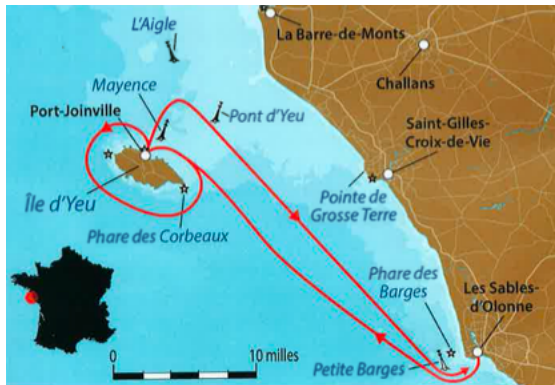 L'Aigle
La Barre-de-Monts
Challans
Mayence
Port-Joinville
Pont d'Yeu
Saint-Gilles-
Croix-de-Vie
Île d'Yeu
Pointe de
Grosse Terre
Phare des Corbeaux
Phare des
Barges
Les Sables-
d'Olonne
Petite Barges
0 10 milles